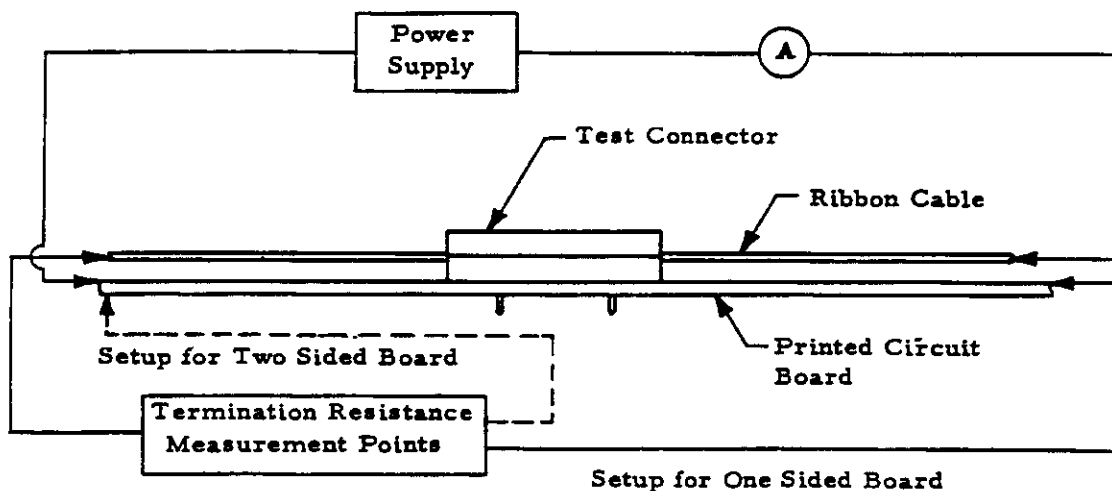 Power
Supply
A
Test Connector
Ribbon Cable
Setup for Two Sided Board
Printed Circuit
Board
Termination Resistance
Measurement Points
Setup for One Sided Board